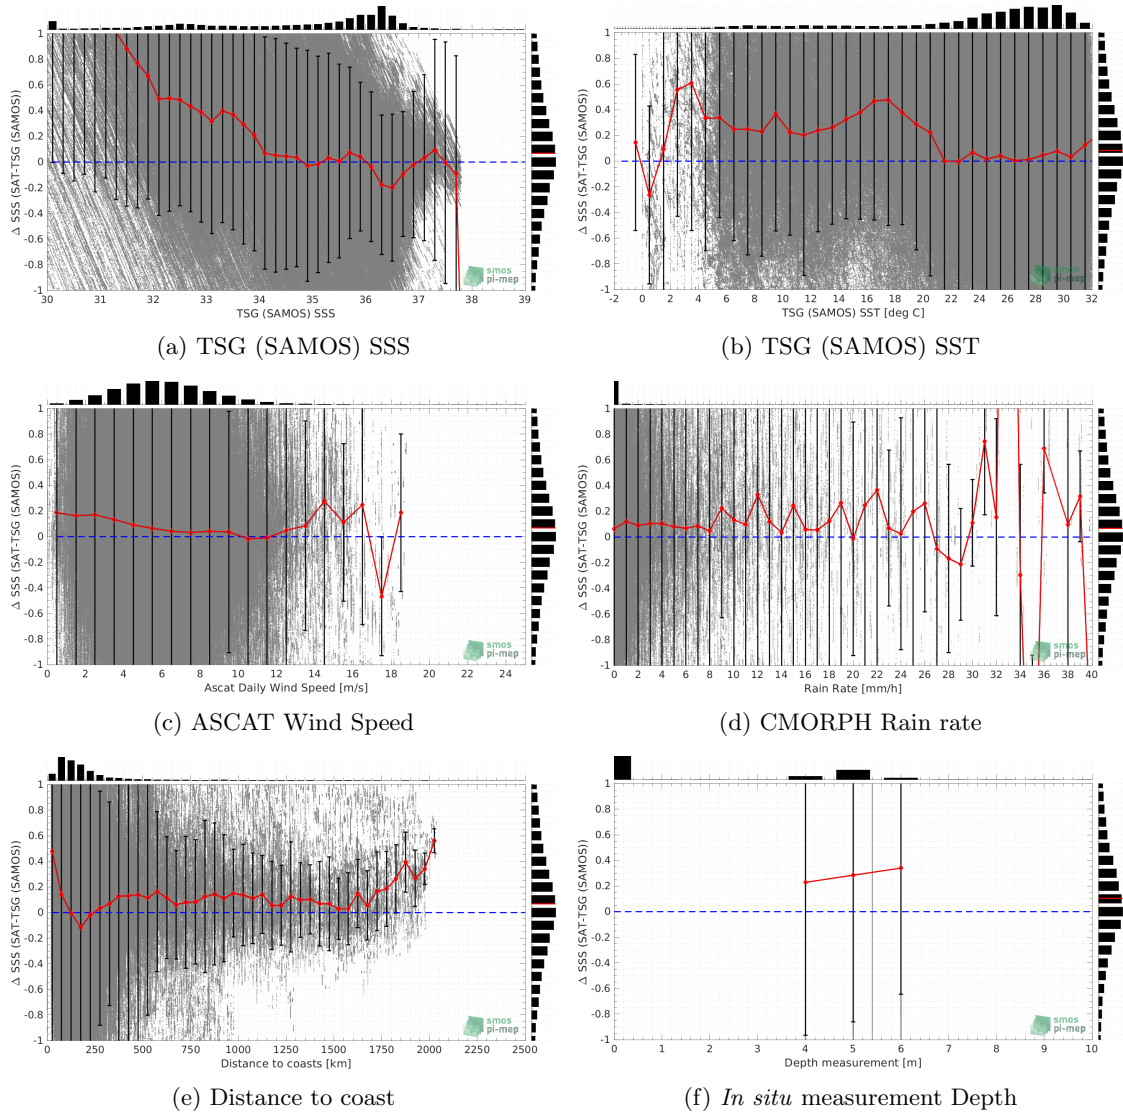 Δ SSS (SAT-TSG (SAMOS))
1
0.8
0.6
0.4
0.2
0
-0.2
-0.4
-0.6
-0.8
-1
30 31 32 33 34 35 36 37 38 39
TSG (SAMOS) SSS
smos
pi-mep
(a) TSG (SAMOS) SSS
Δ SSS (SAT-TSG (SAMOS))
1
0.8
0.6
0.4
0.2
0
-0.2
-0.4
-0.6
-0.8
-1
-2 0 2 4 6 8 10 12 14 16 18 20 22 24 26 28 30 32
TSG (SAMOS) SST [deg C]
smos
pi-mep
(b) TSG (SAMOS) SST
Δ SSS (SAT-TSG (SAMOS))
1
0.8
0.6
0.4
0.2
0
-0.2
-0.4
-0.6
-0.8
-1
0 2 4 6 8 10 12 14 16 18 20 22 24
Ascat Daily Wind Speed [m/s]
smos
pi-mep
(c) ASCAT Wind Speed
Δ SSS (SAT-TSG (SAMOS))
1
0.8
0.6
0.4
0.2
0
-0.2
-0.4
-0.6
-0.8
-1
0 2 4 6 8 10 12 14 16 18 20 22 24 26 28 30 32 34 36 38 40
Rain Rate [mm/h]
smos
pi-mep
(d) CMORPH Rain rate
Δ SSS (SAT-TSG (SAMOS))
1
0.8
0.6
0.4
0.2
0
-0.2
-0.4
-0.6
-0.8
-1
0 250 500 750 1000 1250 1500 1750 2000 2250 2500
Distance to coasts [km]
smos
pi-mep
(e) Distance to coast
Δ SSS (SAT-TSG (SAMOS))
1
0.8
0.6
0.4
0.2
0
-0.2
-0.4
-0.6
-0.8
-1
0 1 2 3 4 5 6 7 8 9 10
Depth measurement [m]
smos
pi-mep
(f) In situ measurement Depth